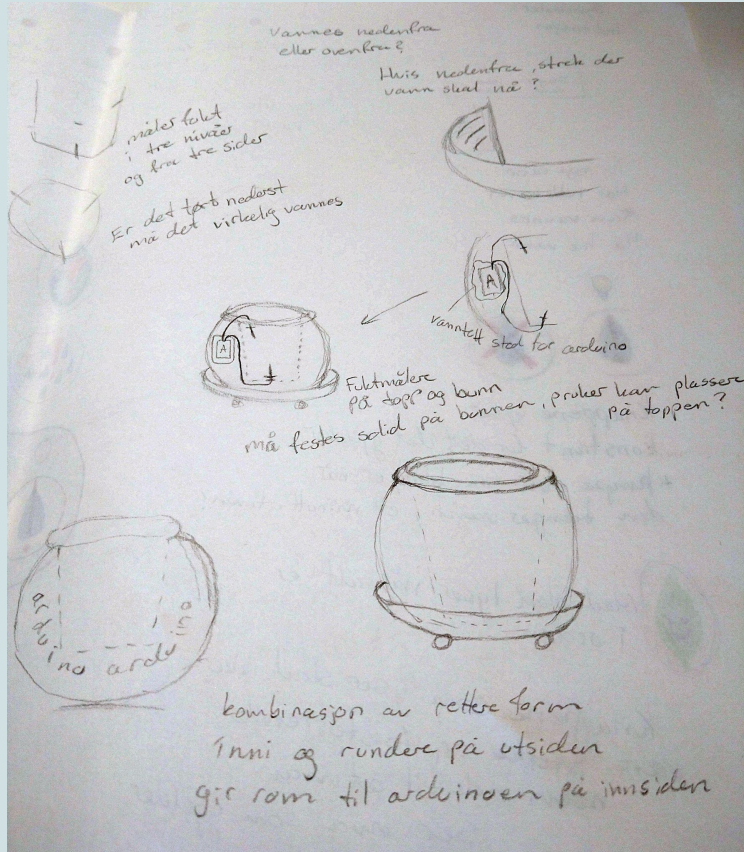 vannes nedenfra
eller ovenfra?
Hvis nedenfra, strek der
vann skal nå?
måler fukt
i tre nivåer
og fra tre sider
Er det tørt nederst
må det virkelig vannes
A
vanntett sted for arduino
A
Fuktmålere
på topp og bunn
må festes solid på bunnen, bruker kan plassere
på toppen?
arduino arduino
kombinasjon av rettere form
inni og rundere på utsiden
gir rom til arduinoen på innsiden